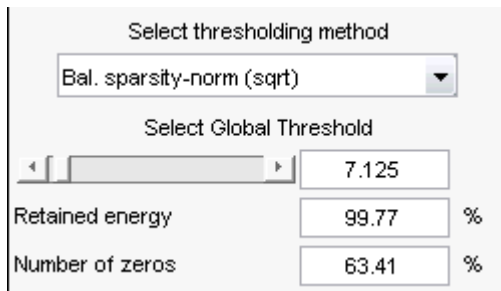 Select thresholding method
Bal. sparsity-norm (sqrt)
Select Global Threshold
7.125
Retained energy 99.77 %
Number of zeros 63.41 %